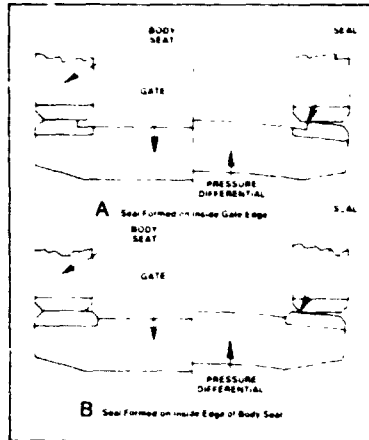 BODY SEAT
SEAL
GATE
PRESSURE DIFFERENTIAL
A Seal Formed on Inside Gate Edge
SEAL
BODY SEAT
GATE
PRESSURE DIFFERENTIAL
B Seal Formed on Inside Edge of Body Seat